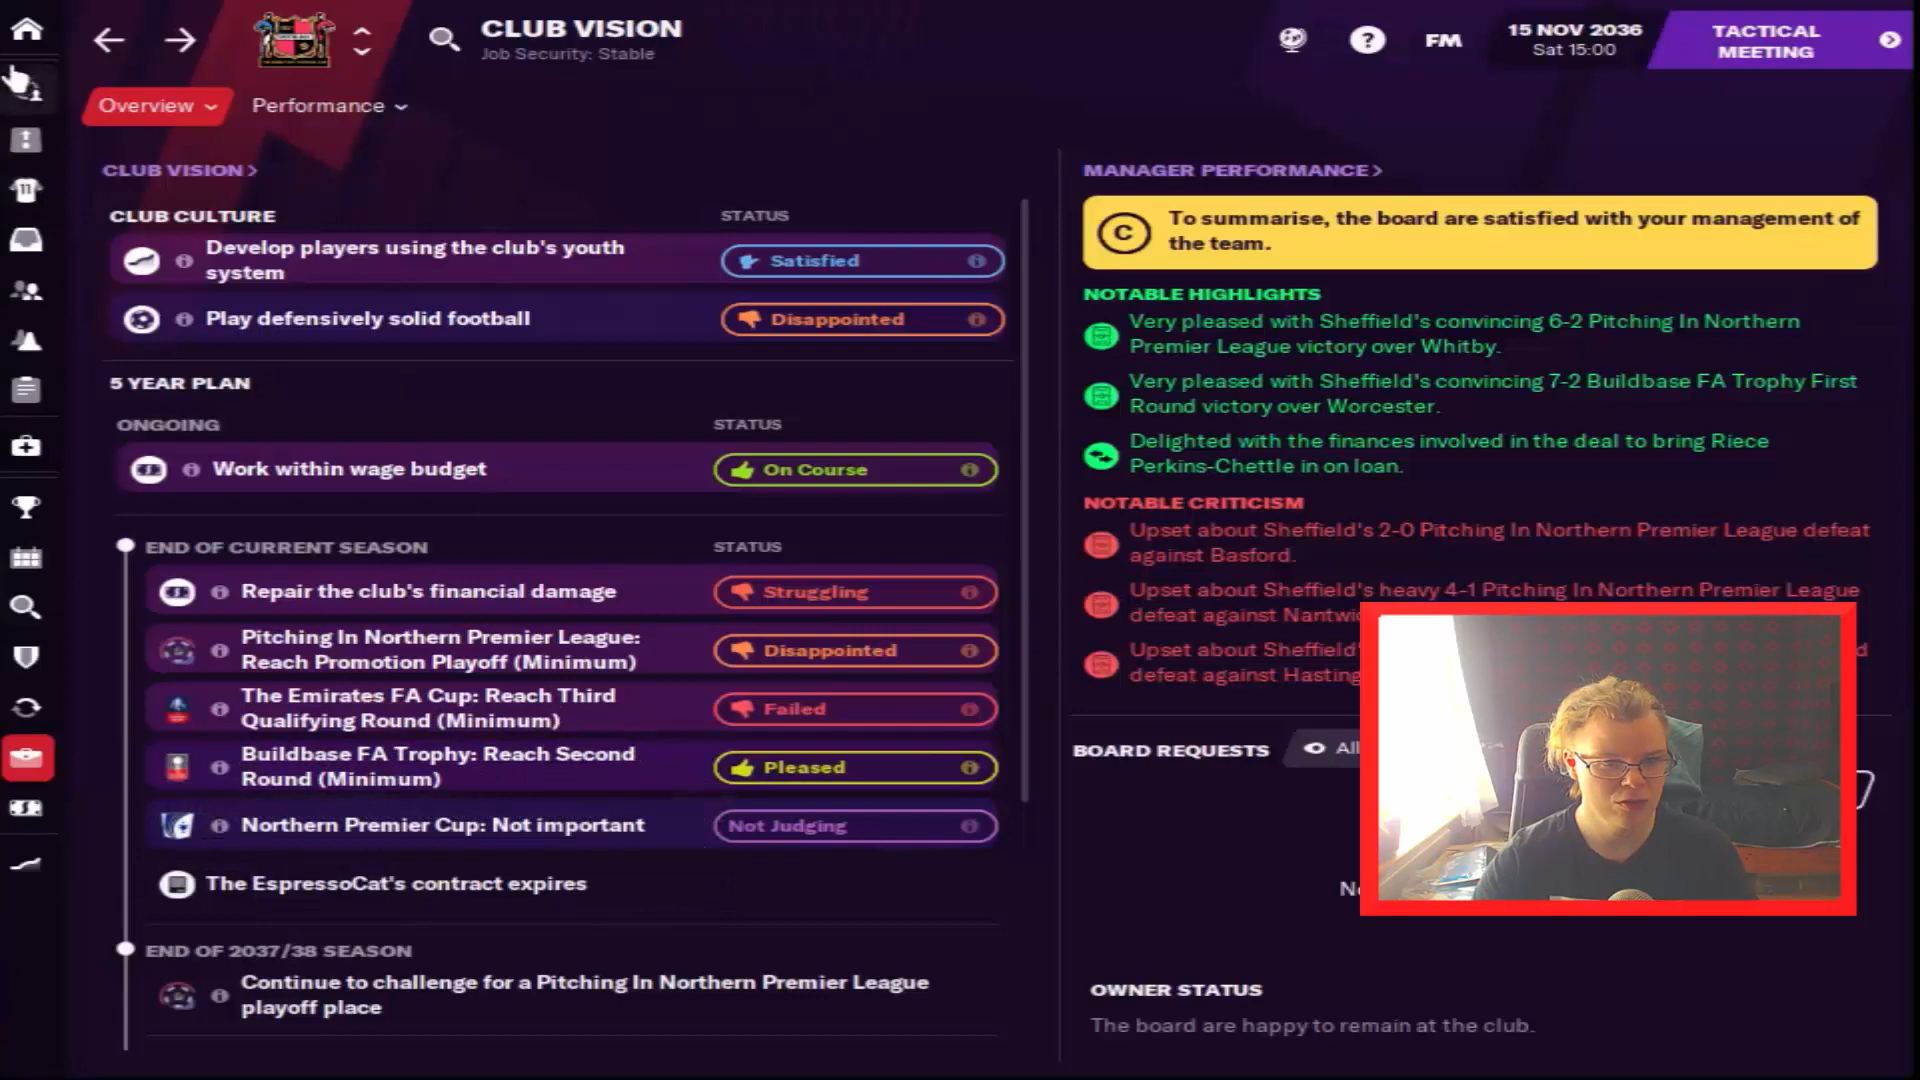 CLUB VISION
Job Security: Stable
FM
15 NOV 2036
Sat 15:00
TACTICAL
MEETING
Overview
Performance
CLUB VISION >
CLUB CULTURE
STATUS
Develop players using the club's youth
system
Satisfied
Play defensively solid football
Disappointed
5 YEAR PLAN
ONGOING
STATUS
Work within wage budget
On Course
END OF CURRENT SEASON
STATUS
Repair the club's financial damage
Struggling
Pitching In Northern Premier League:
Reach Promotion Playoff (Minimum)
Disappointed
The Emirates FA Cup: Reach Third
Qualifying Round (Minimum)
Failed
Buildbase FA Trophy: Reach Second
Round (Minimum)
Pleased
Northern Premier Cup: Not important
Not Judging
The EspressoCat's contract expires
END OF 2037/38 SEASON
Continue to challenge for a Pitching In Northern Premier League
playoff place
MANAGER PERFORMANCE >
C
To summarise, the board are satisfied with your management of
the team.
NOTABLE HIGHLIGHTS
Very pleased with Sheffield's convincing 6-2 Pitching In Northern
Premier League victory over Whitby.
Very pleased with Sheffield's convincing 7-2 Buildbase FA Trophy First
Round victory over Worcester.
Delighted with the finances involved in the deal to bring Riece
Perkins-Chettle in on loan.
NOTABLE CRITICISM
Upset about Sheffield's 2-0 Pitching In Northern Premier League defeat
against Basford.
Upset about Sheffield's heavy 4-1 Pitching In Northern Premier League
defeat against
Upset about
defeat against
BOARD REQUESTS
All
OWNER STATUS
The board are happy to remain at the club.